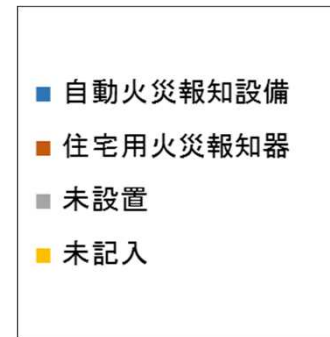 自動火災報知設備
住宅用火災報知器
未設置
未記入